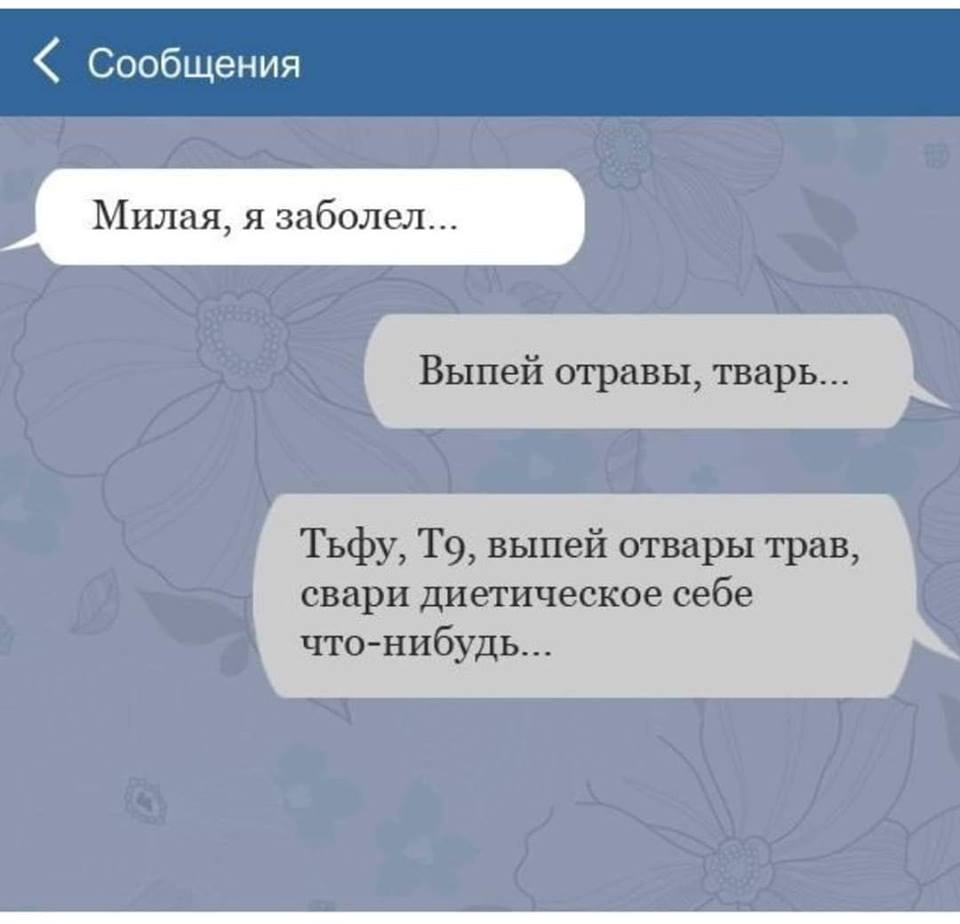 Сообщения
Милая, я заболел...
Выпей отравы, тварь...
Тьфу, Т9, выпей отвары трав,
свари диетическое себе
что-нибудь...